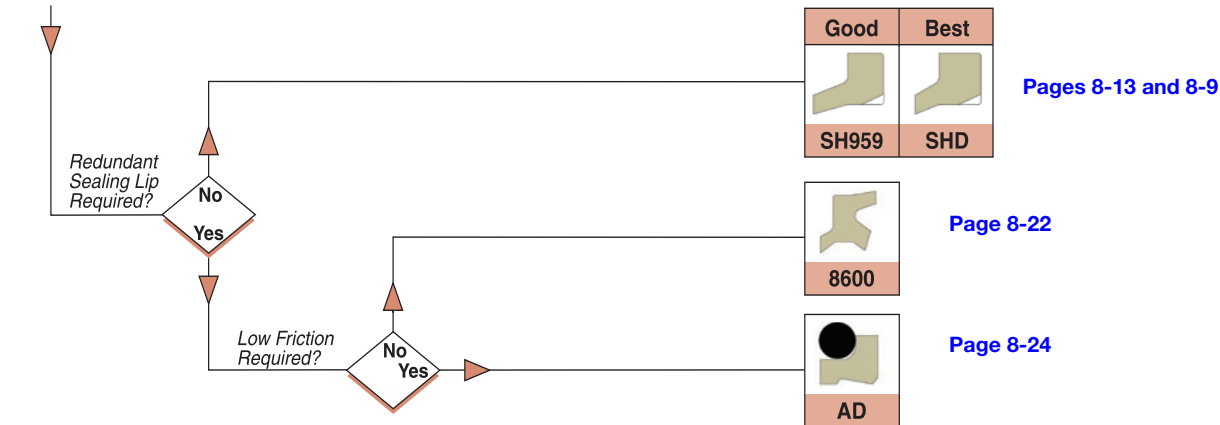 Good Best
Pages 8-13 and 8-9
SH959 SHD
Redundant
Sealing Lip
Required?
No
Yes
Page 8-22
8600
Low Friction
Required?
No
Yes
Page 8-24
AD